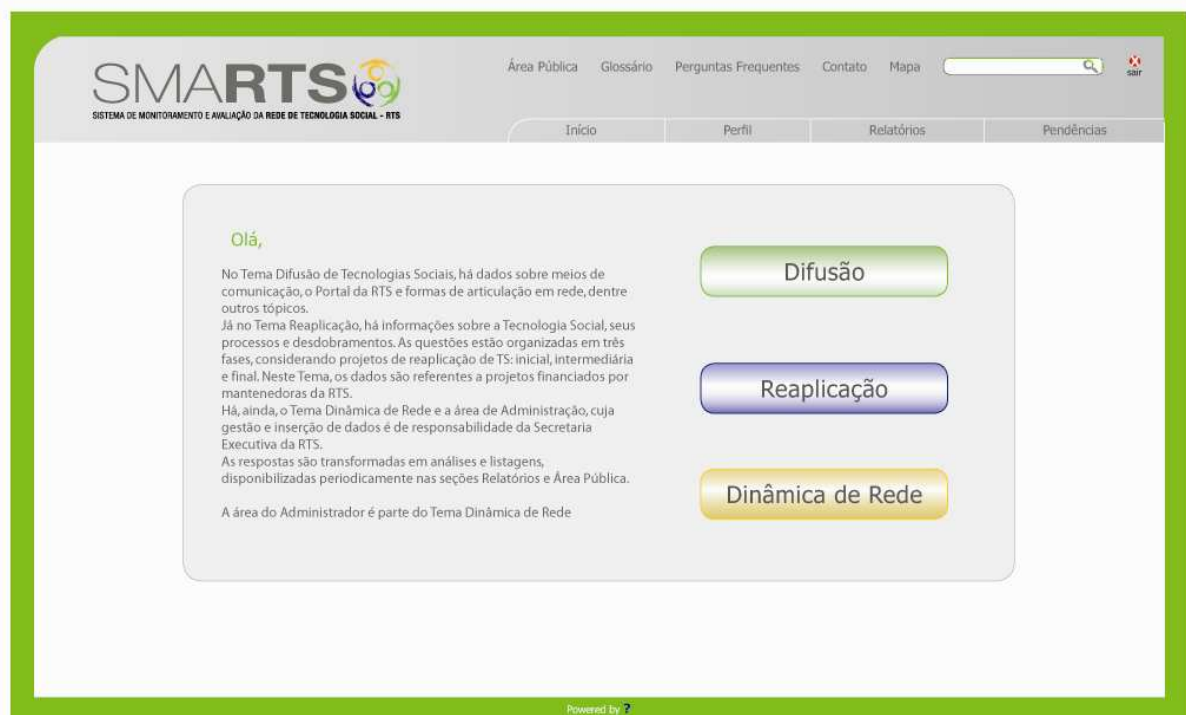 Área Pública Glossário Perguntas Frequentes Contato Mapa
sair
SMARTS
SISTEMA DE MONITORAMENTO E AVALIAÇÃO DA REDE DE TECNOLOGIA SOCIAL - RTS
Início Perfil Relatórios Pendências
Olá,
No Tema Difusão de Tecnologias Sociais, há dados sobre meios de
comunicação, o Portal da RTS e formas de articulação em rede, dentre
outros tópicos.
Já no Tema Reaplicação, há informações sobre a Tecnologia Social, seus
processos e desdobramentos. As questões estão organizadas em três
fases, considerando projetos de reaplicação de TS: inicial, intermediária
e final. Neste Tema, os dados são referentes a projetos financiados por
mantenedoras da RTS.
Há, ainda, o Tema Dinâmica de Rede e a área de Administração, cuja
gestão e inserção de dados é de responsabilidade da Secretaria
Executiva da RTS.
As respostas são transformadas em análises e listagens,
disponibilizadas periodicamente nas seções Relatórios e Área Pública.
A área do Administrador é parte do Tema Dinâmica de Rede
Difusão
Reaplicação
Dinâmica de Rede
Powered by ?